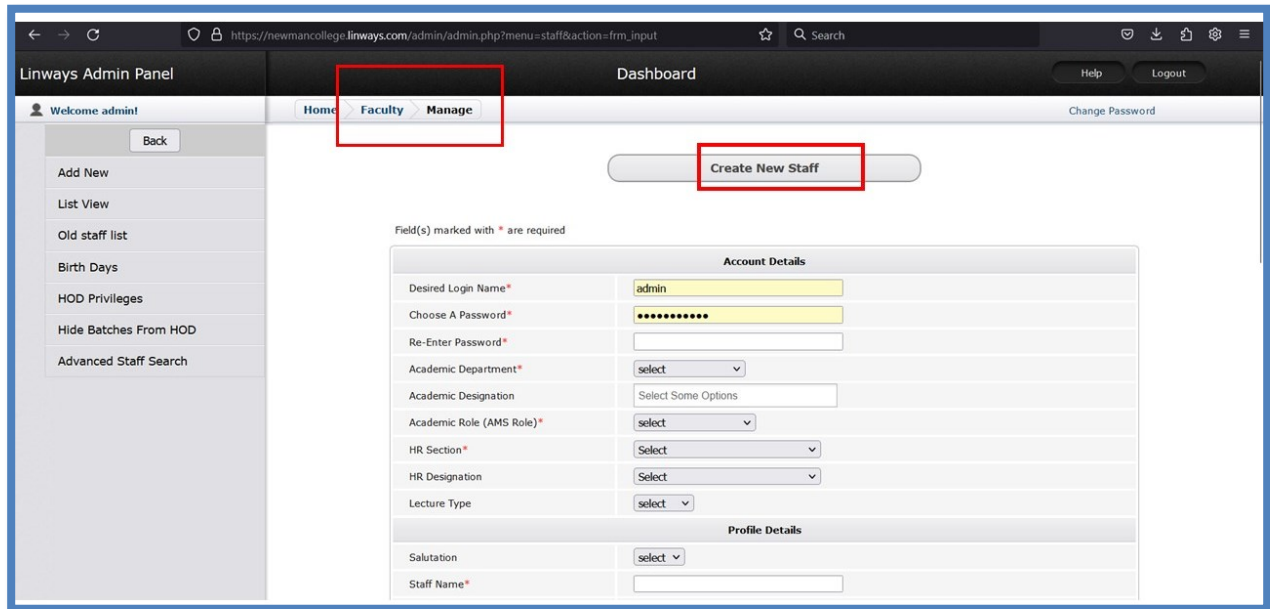 https://newmancollege.linways.com/admin/admin.php?menu=staff&action=frm_input
Search
Linways Admin Panel
Dashboard
Help
Logout
Welcome admin!
Home
Faculty
Manage
Change Password
Back
Add New
List View
Old staff list
Birth Days
HOD Privileges
Hide Batches From HOD
Advanced Staff Search
Create New Staff
Field(s) marked with * are required
Account Details
Desired Login Name* admin
Choose A Password* •••••••••••
Re-Enter Password*
Academic Department* select
Academic Designation Select Some Options
Academic Role (AMS Role)* select
HR Section* Select
HR Designation Select
Lecture Type select
Profile Details
Salutation select
Staff Name*